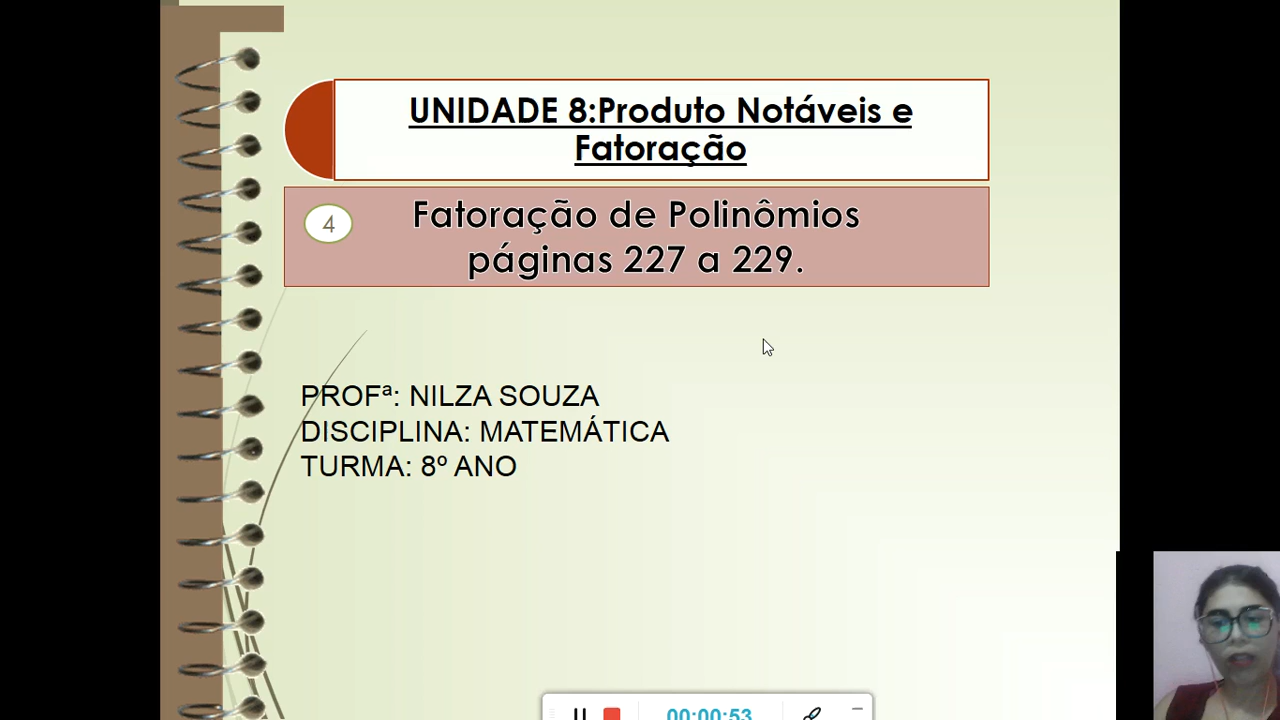 UNIDADE 8:Produto Notáveis e
Fatoração
4
Fatoração de Polinômios
páginas 227 a 229.
PROFª: NILZA SOUZA
DISCIPLINA: MATEMÁTICA
TURMA: 8º ANO
00:00:53